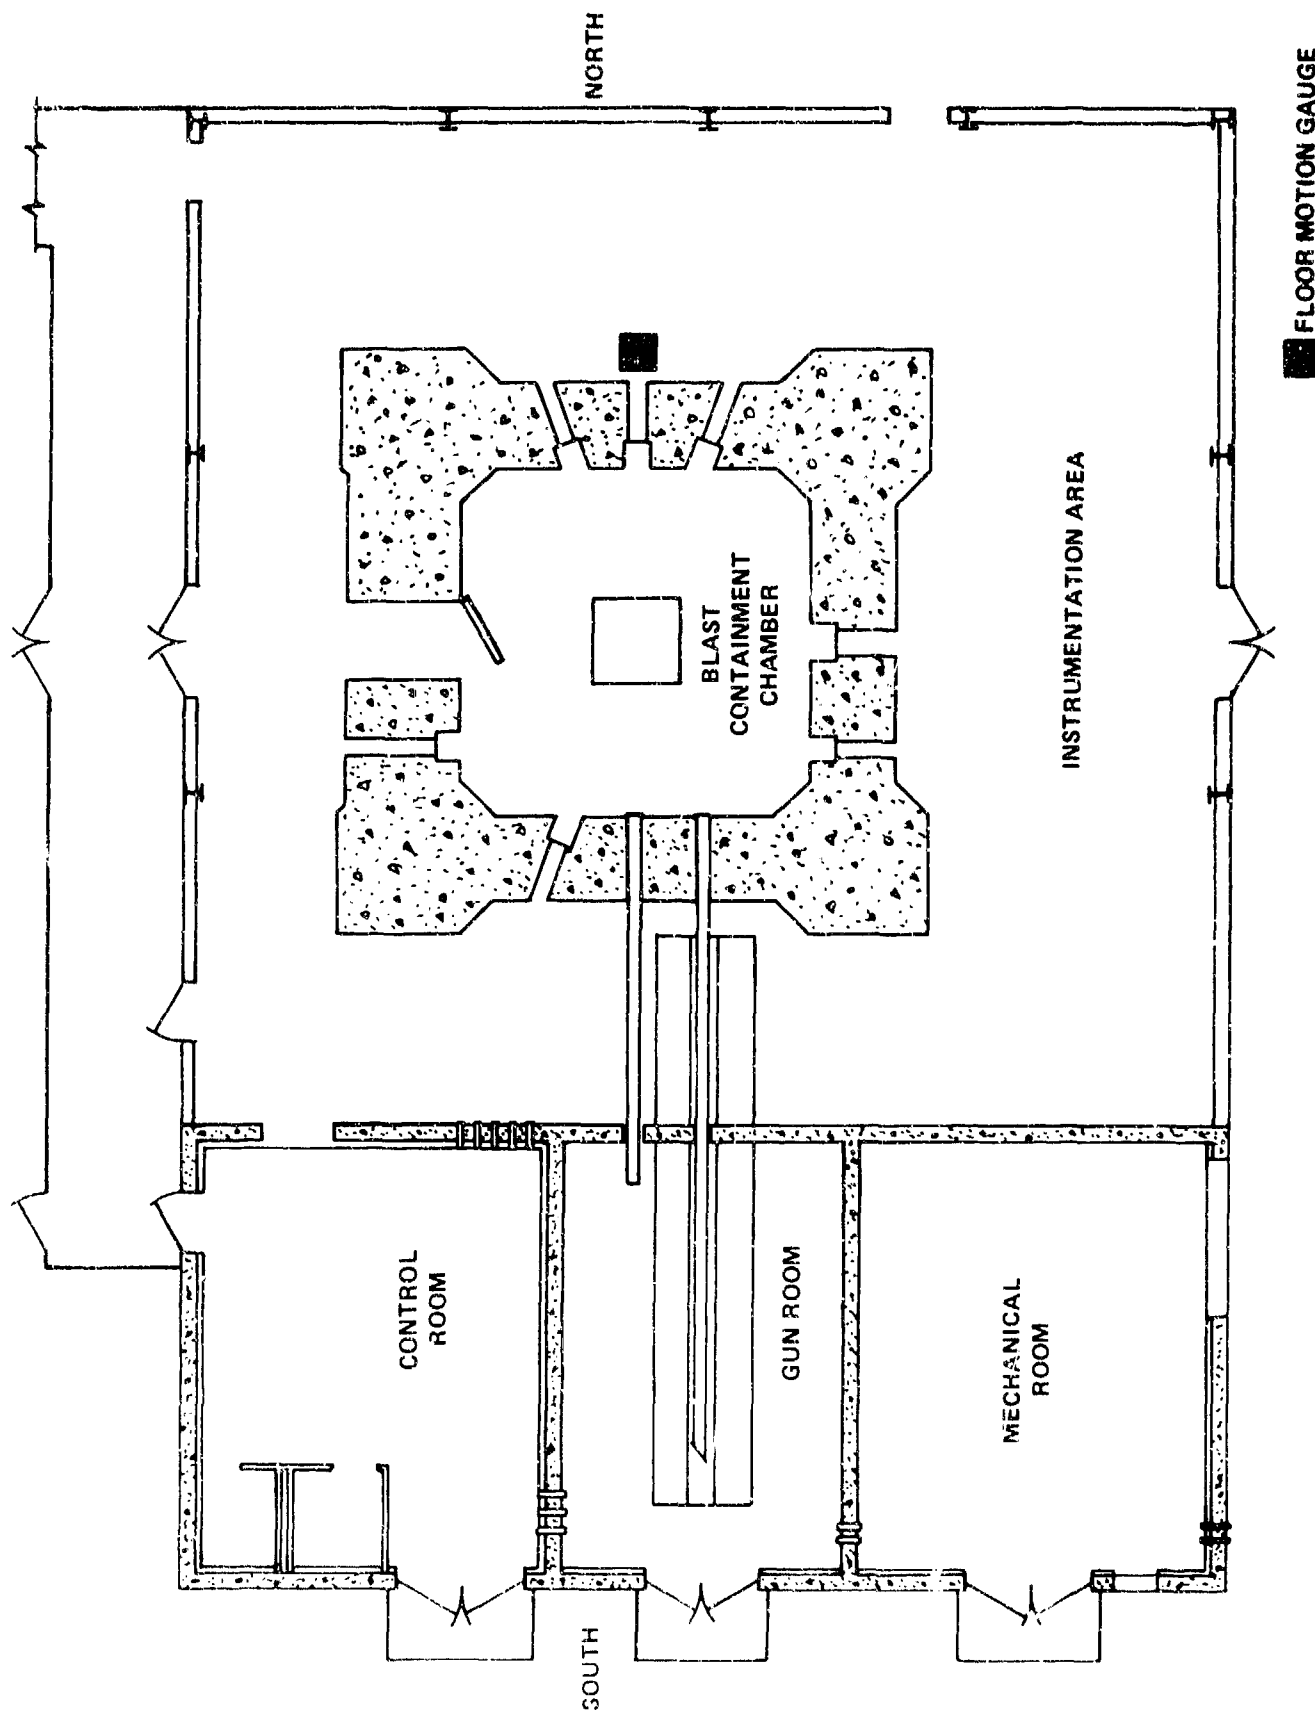 NORTH
FLOOR MOTION GAUGE
BLAST
CONTAINMENT
CHAMBER
INSTRUMENTATION AREA
CONTROL
ROOM
GUN ROOM
MECHANICAL
ROOM
SOUTH